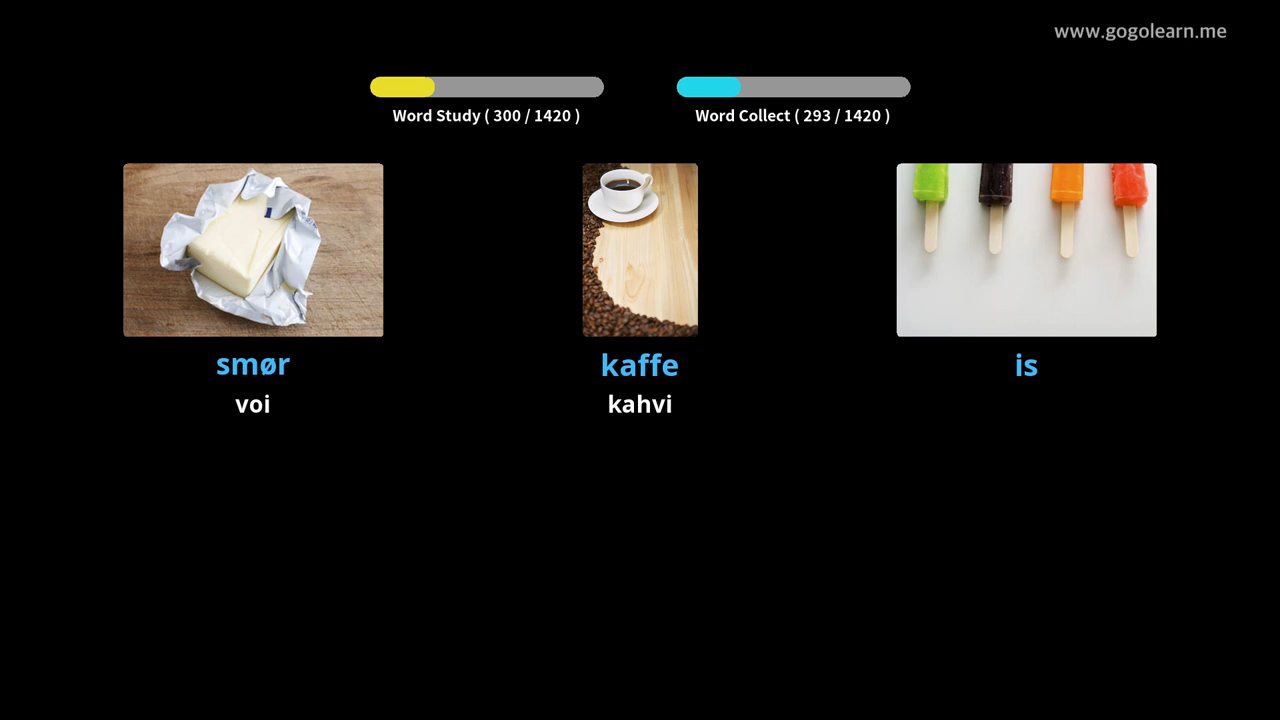 www.gogolearn.me
Word Study ( 300 / 1420 )
Word Collect ( 293 / 1420 )
smør
kaffe
is
voi
kahvi